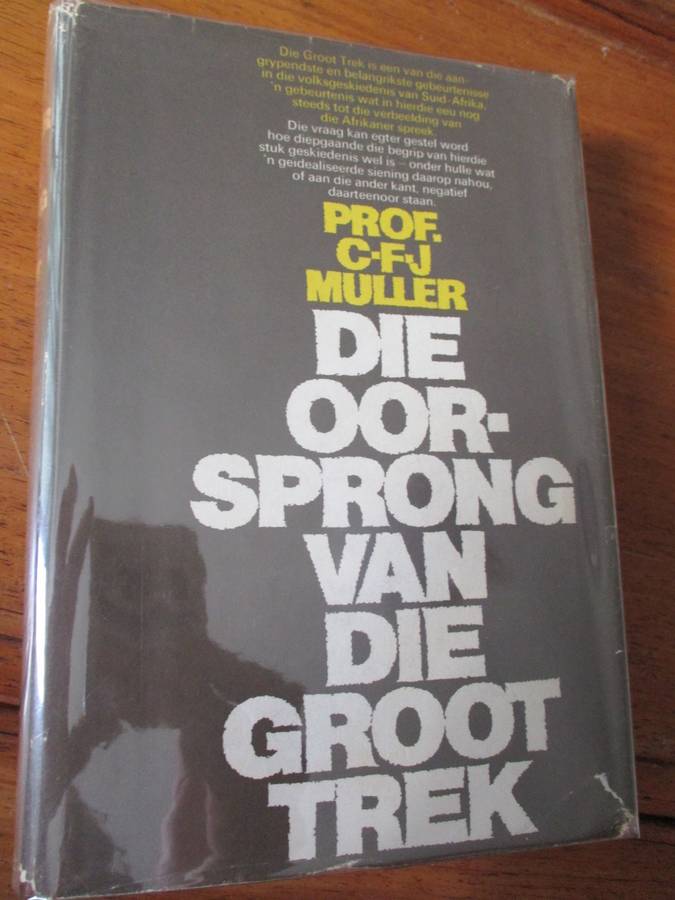 Die Groot Trek is een van die aan-
grypendste en belangrikste gebeurtenisse
in die volksgeskiedenis van Suid-Afrika,
'n gebeurtenis wat in hierdie eeu nog
steeds tot die verbeelding van
die Afrikaner spreek.
Die vraag kan egter gestel word
hoe diepgaande die begrip van hierdie
stuk geskiedenis wel is – onder hulle wat
'n geïdealiseerde siening daarop nahou,
of aan die ander kant, negatief
daarteenoor staan.
PROF.
C·F·J
MULLER
DIE
OOR-
SPRONG
VAN
DIE
GROOT
TREK